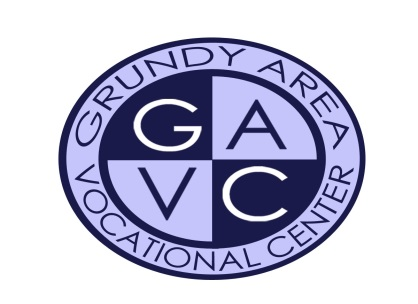 GRUNDY AREA
G A
V C
VOCATIONAL CENTER